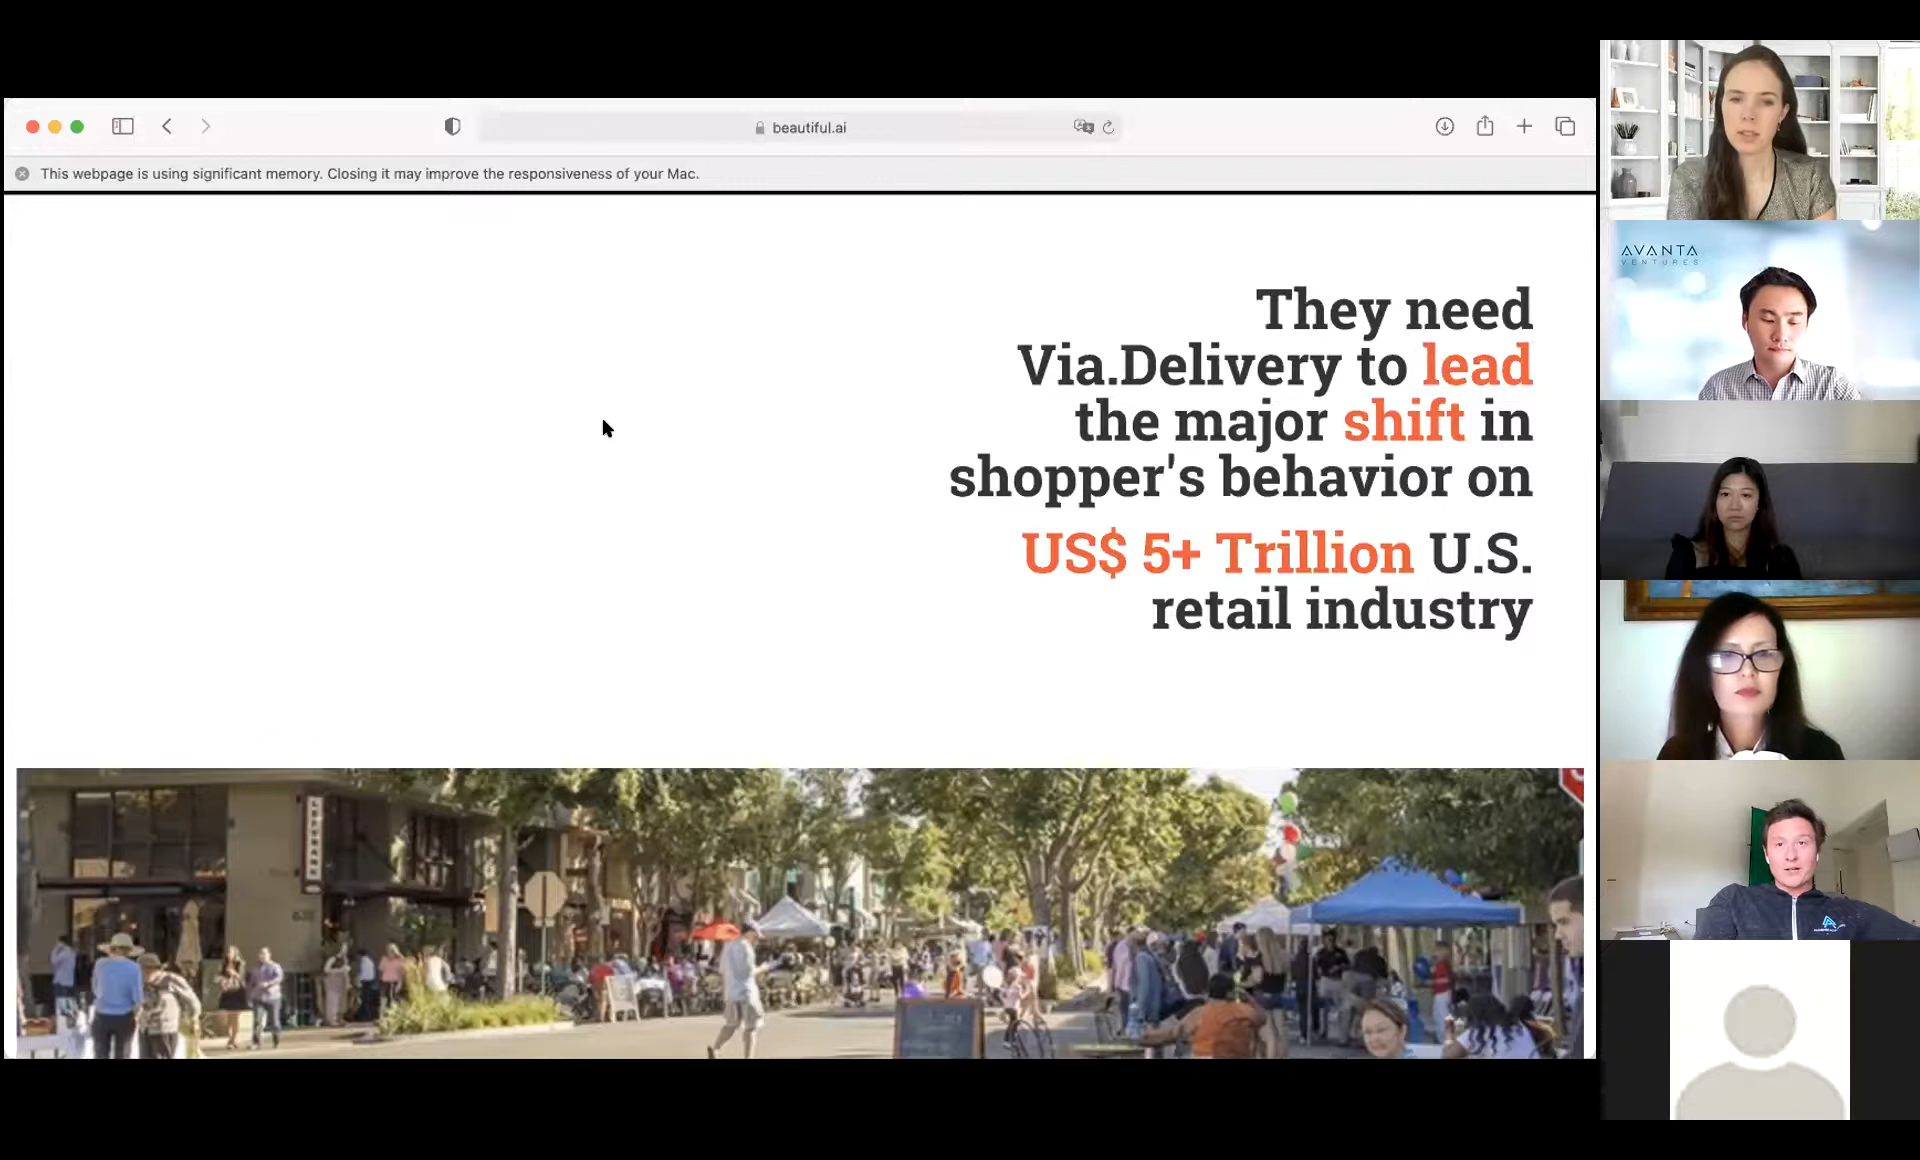 beautiful.ai
This webpage is using significant memory. Closing it may improve the responsiveness of your Mac.
They need
Via.Delivery to lead
the major shift in
shopper's behavior on
US$ 5+ Trillion U.S.
retail industry
AVANTA
VENTURES